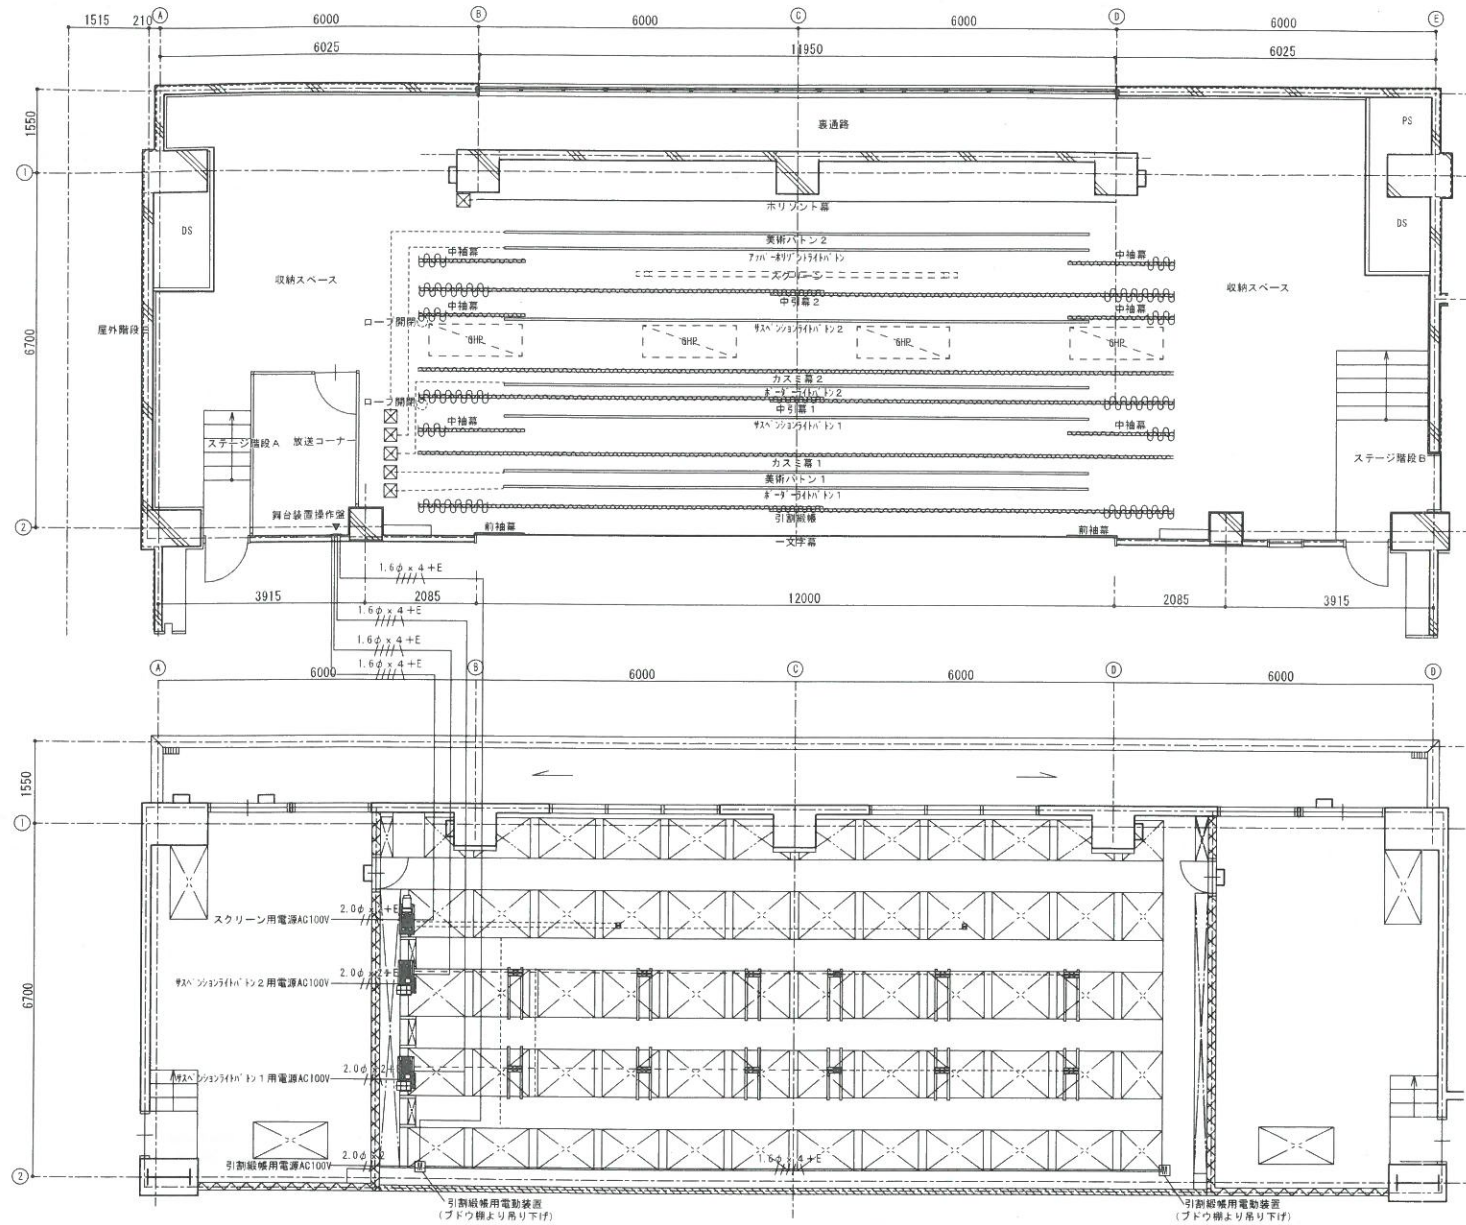 Ⓐ Ⓑ Ⓒ Ⓓ Ⓔ
1515 210 6000 6000 6000 6000
6025 11950 6025
1550
裏通路
PS
①
ホリゾント幕
DS
DS
美術バトン2
中袖幕
アッパーホリゾントライトバトン
中袖幕
スクリーン
収納スペース
収納スペース
中引幕2
中袖幕
中袖幕
ロープ開閉
サスペンションライトバトン2
屋外階段
6700
GHP GHP GHP GHP
カスミ幕2
ボーダーライトバトン2
ロープ開閉
中引幕1
中袖幕
サスペンションライトバトン1
中袖幕
ステージ階段A
放送コーナー
カスミ幕1
ステージ階段B
美術バトン1
ボーダーライトバトン1
舞台装置操作盤
引割緞帳
②
前袖幕
前袖幕
一文字幕
1.6φ×4+E
3915 2085 12000 2085 3915
1.6φ×4+E
1.6φ×4+E
1.6φ×4+E
Ⓐ Ⓑ Ⓒ Ⓓ Ⓓ
6000 6000 6000 6000
1550
①
スクリーン用電源AC100V
サスペンションライトバトン2用電源AC100V
2.0φ×2+E
6700
サスペンションライトバトン1用電源AC100V
引割緞帳用電源AC100V
2.0φ×2
1.6φ×4+E
②
M
M
引割緞帳用電動装置
(ブドウ棚より吊り下げ)
引割緞帳用電動装置
(ブドウ棚より吊り下げ)